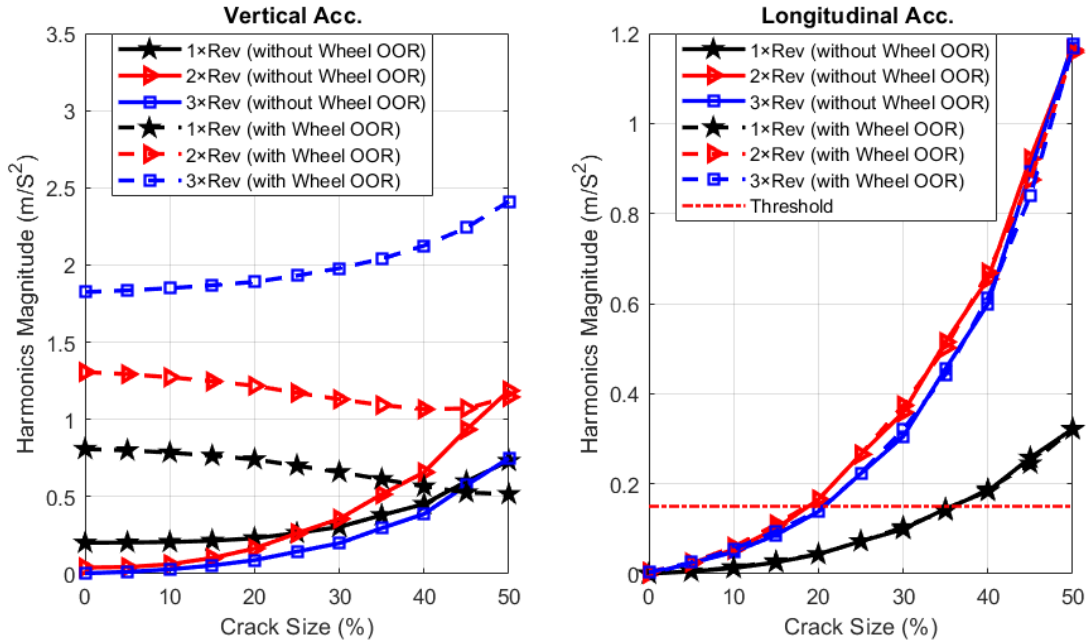 Vertical Acc.
3.5
3
2.5
2
1.5
1
0.5
0
Harmonics Magnitude (m/S²)
1×Rev (without Wheel OOR)
2×Rev (without Wheel OOR)
3×Rev (without Wheel OOR)
1×Rev (with Wheel OOR)
2×Rev (with Wheel OOR)
3×Rev (with Wheel OOR)
0 10 20 30 40 50
Crack Size (%)
Longitudinal Acc.
1.2
1
0.8
0.6
0.4
0.2
0
Harmonics Magnitude (m/S²)
1×Rev (without Wheel OOR)
2×Rev (without Wheel OOR)
3×Rev (without Wheel OOR)
1×Rev (with Wheel OOR)
2×Rev (with Wheel OOR)
3×Rev (with Wheel OOR)
Threshold
0 10 20 30 40 50
Crack Size (%)